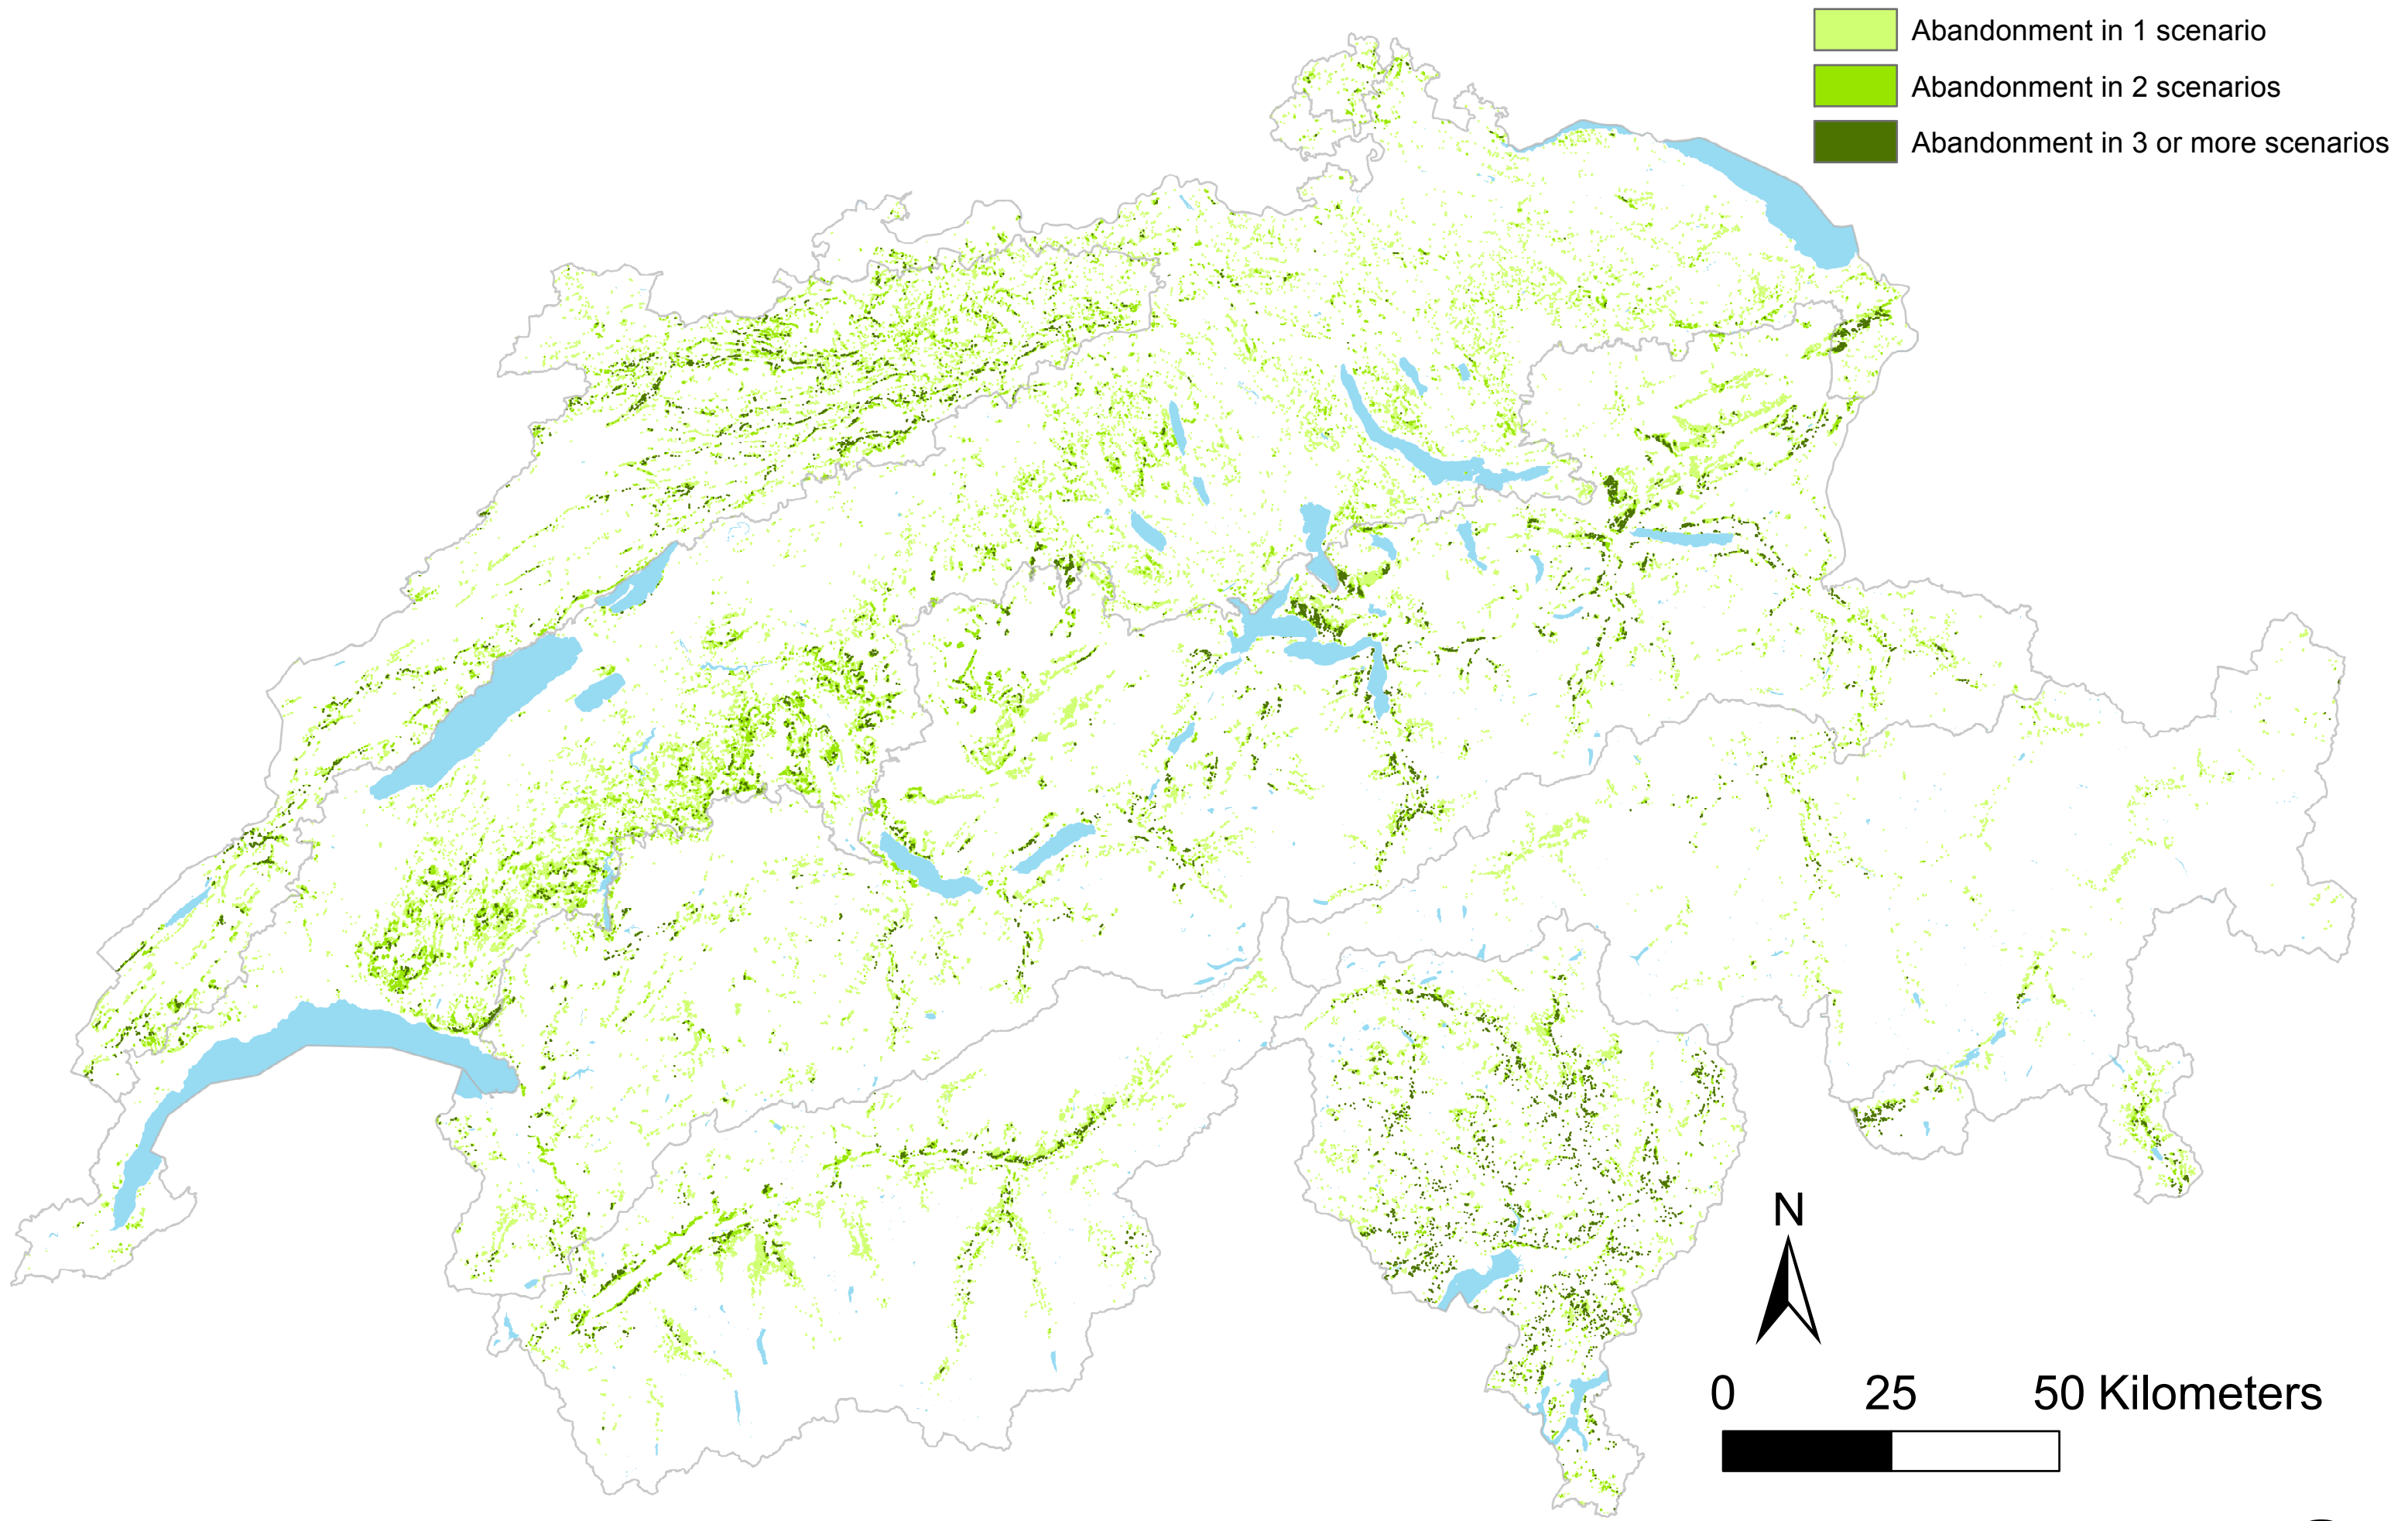 Abandonment in 1 scenario
Abandonment in 2 scenarios
Abandonment in 3 or more scenarios
N
0 25 50 Kilometers